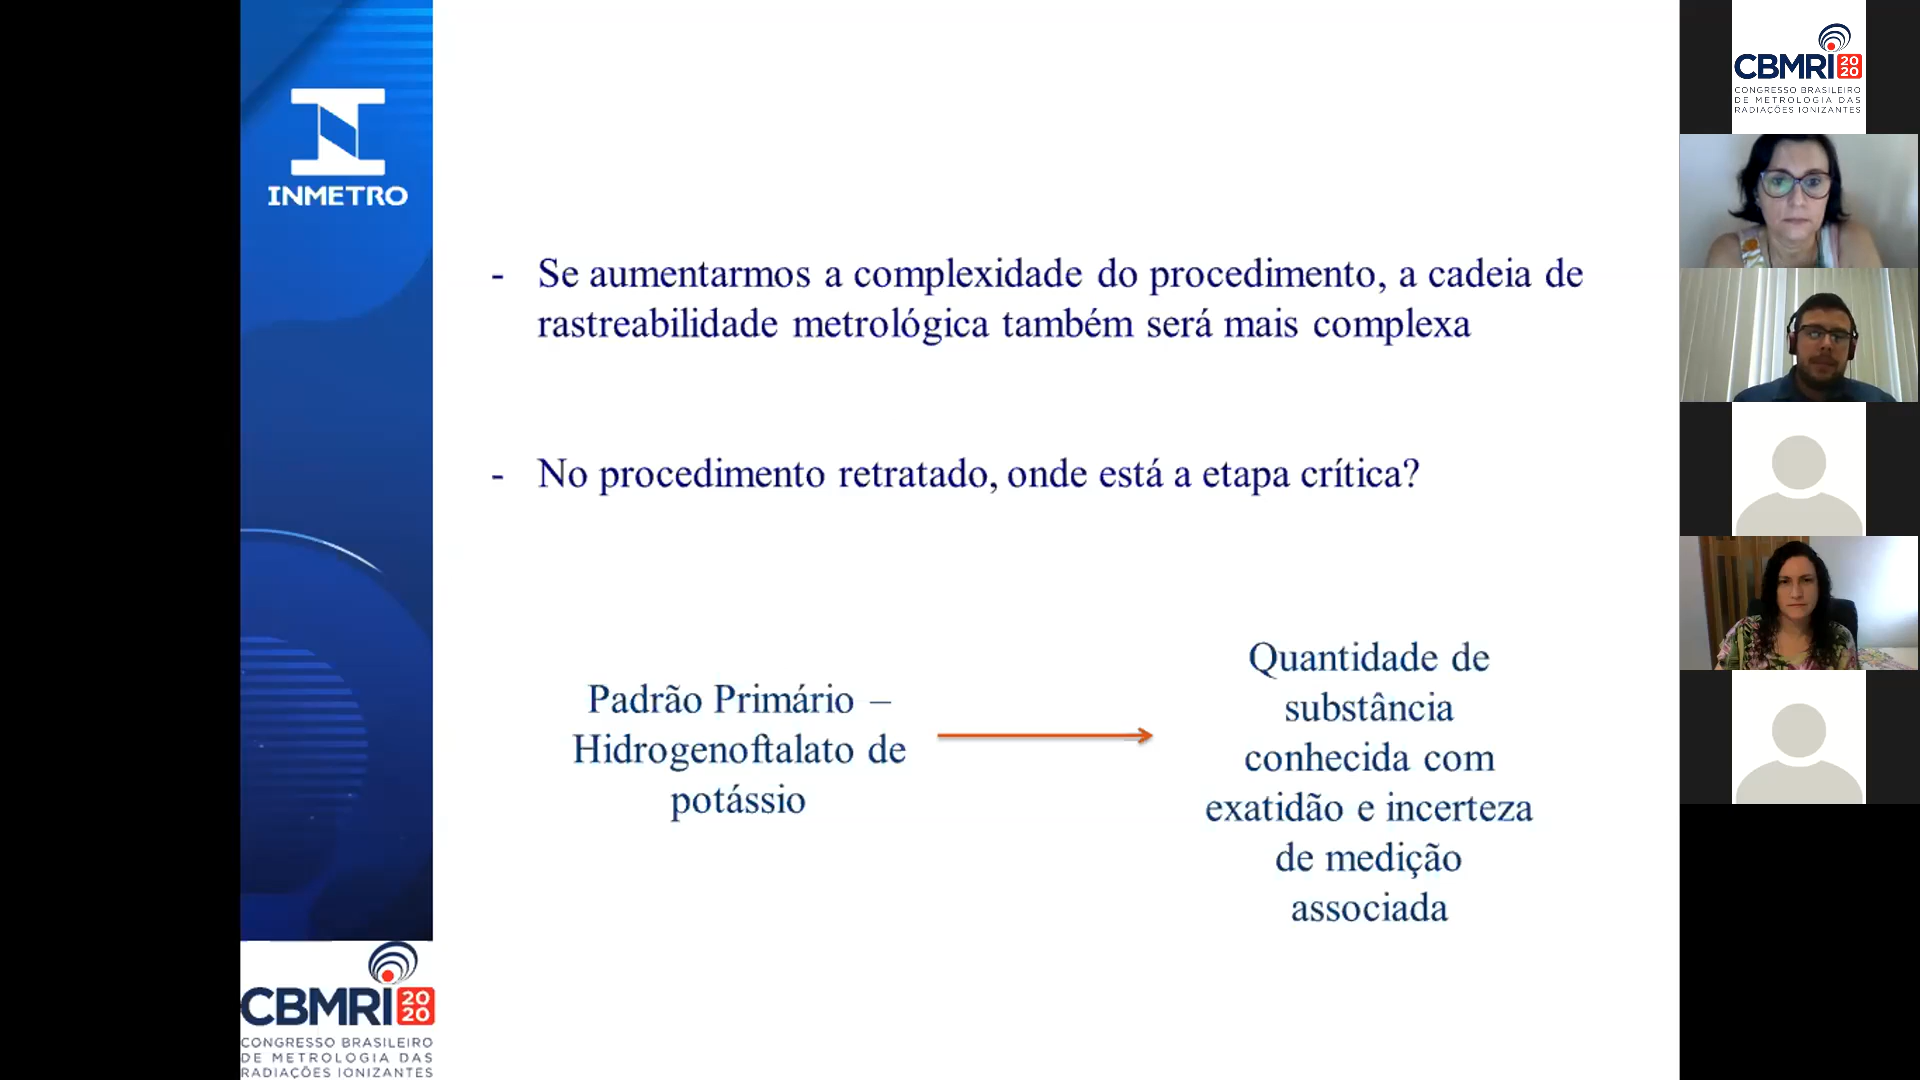 INMETRO
- Se aumentarmos a complexidade do procedimento, a cadeia de
rastreabilidade metrológica também será mais complexa
- No procedimento retratado, onde está a etapa crítica?
Padrão Primário –
Hidrogenoftalato de
potássio
Quantidade de
substância
conhecida com
exatidão e incerteza
de medição
associada
CBMRI 20
20
CONGRESSO BRASILEIRO
DE METROLOGIA DAS
RADIAÇÕES IONIZANTES
CBMRI 20
20
CONGRESSO BRASILEIRO
DE METROLOGIA DAS
RADIAÇÕES IONIZANTES